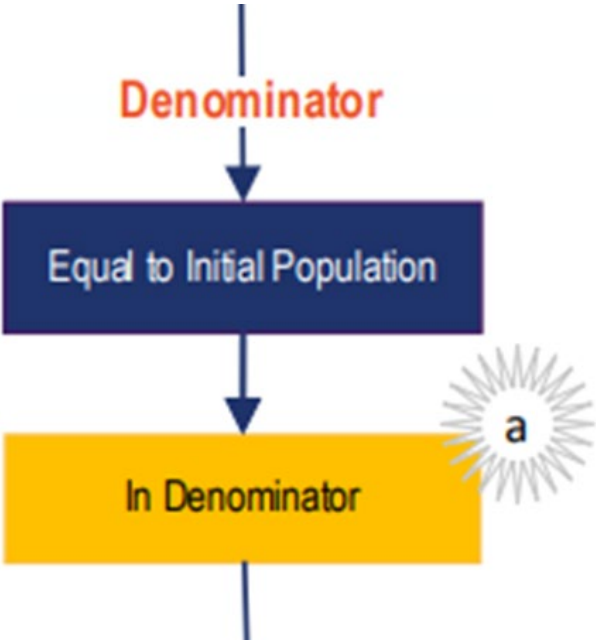 Denominator
Equal to Initial Population
a
In Denominator